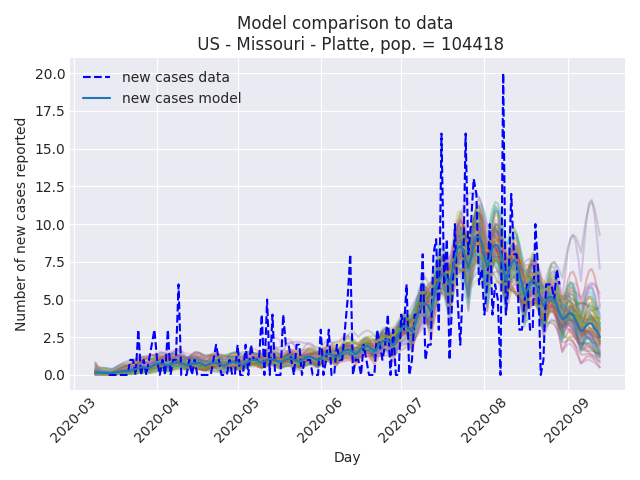 Model comparison to data
US - Missouri - Platte, pop. = 104418
new cases data
new cases model
Number of new cases reported
20.0
17.5
15.0
12.5
10.0
7.5
5.0
2.5
0.0
2020-03
2020-04
2020-05
2020-06
2020-07
2020-08
2020-09
Day